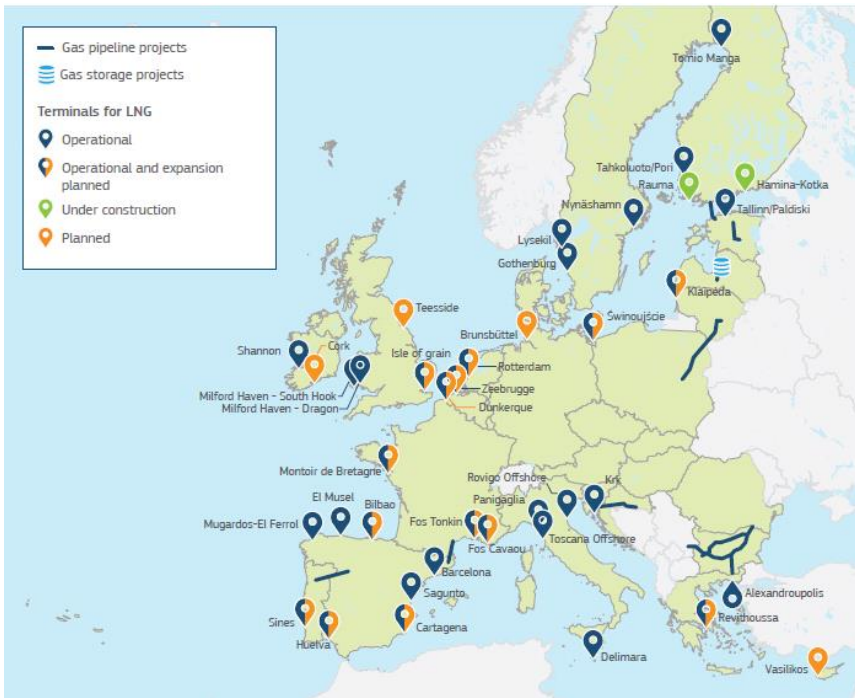 Gas pipeline projects
Gas storage projects
Terminals for LNG
Operational
Operational and expansion
planned
Under construction
Planned
Tornio Manga
Tahkoluoto/Pori
Rauma
Hamina-Kotka
Nynäshamn
Tallinn/Paldiski
Lysekil
Gothenburg
Klaipėda
Teesside
Świnoujście
Brunsbüttel
Shannon
Cork
Isle of grain
Rotterdam
Milford Haven - South Hook
Zeebrugge
Milford Haven - Dragon
Dunkerque
Montoir de Bretagne
Rovigo Offshore
Krk
El Musel
Bilbao
Panigaglia
Mugardos-El Ferrol
Fos Tonkin
Toscana Offshore
Fos Cavaou
Barcelona
Sagunto
Alexandroupolis
Sines
Cartagena
Revithoussa
Huelva
Delimara
Vasilikos